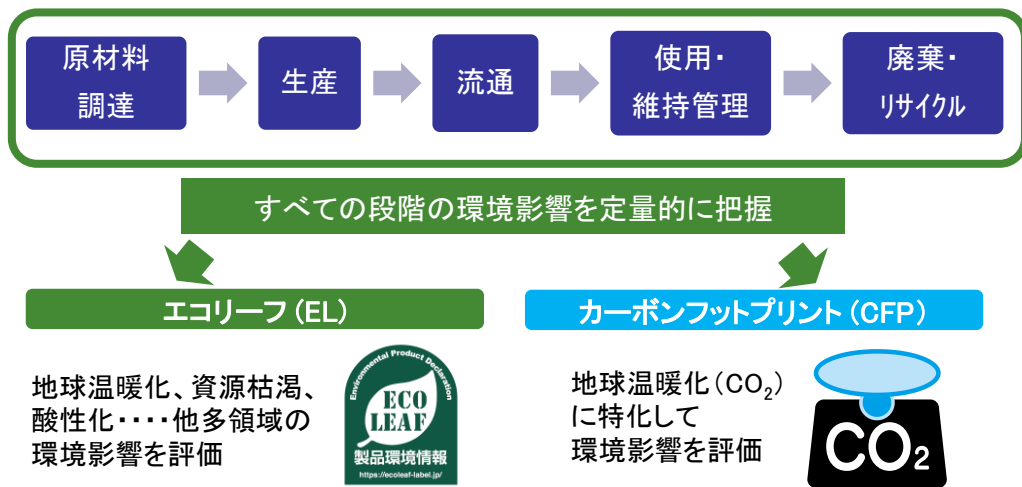 原材料
調達
生産
流通
使用・
維持管理
廃棄・
ﾘｻｲｸﾙ
すべての段階の環境影響を定量的に把握
エコリーフ(EL)
カーボンフットプリント(CFP)
地球温暖化、資源枯渇、
酸性化・・・・他多領域の
環境影響を評価
Environmental Product Declaration
ECO
LEAF
製品環境情報
https://ecoleaf-label.jp/
地球温暖化(CO₂)
に特化して
環境影響を評価
CO₂